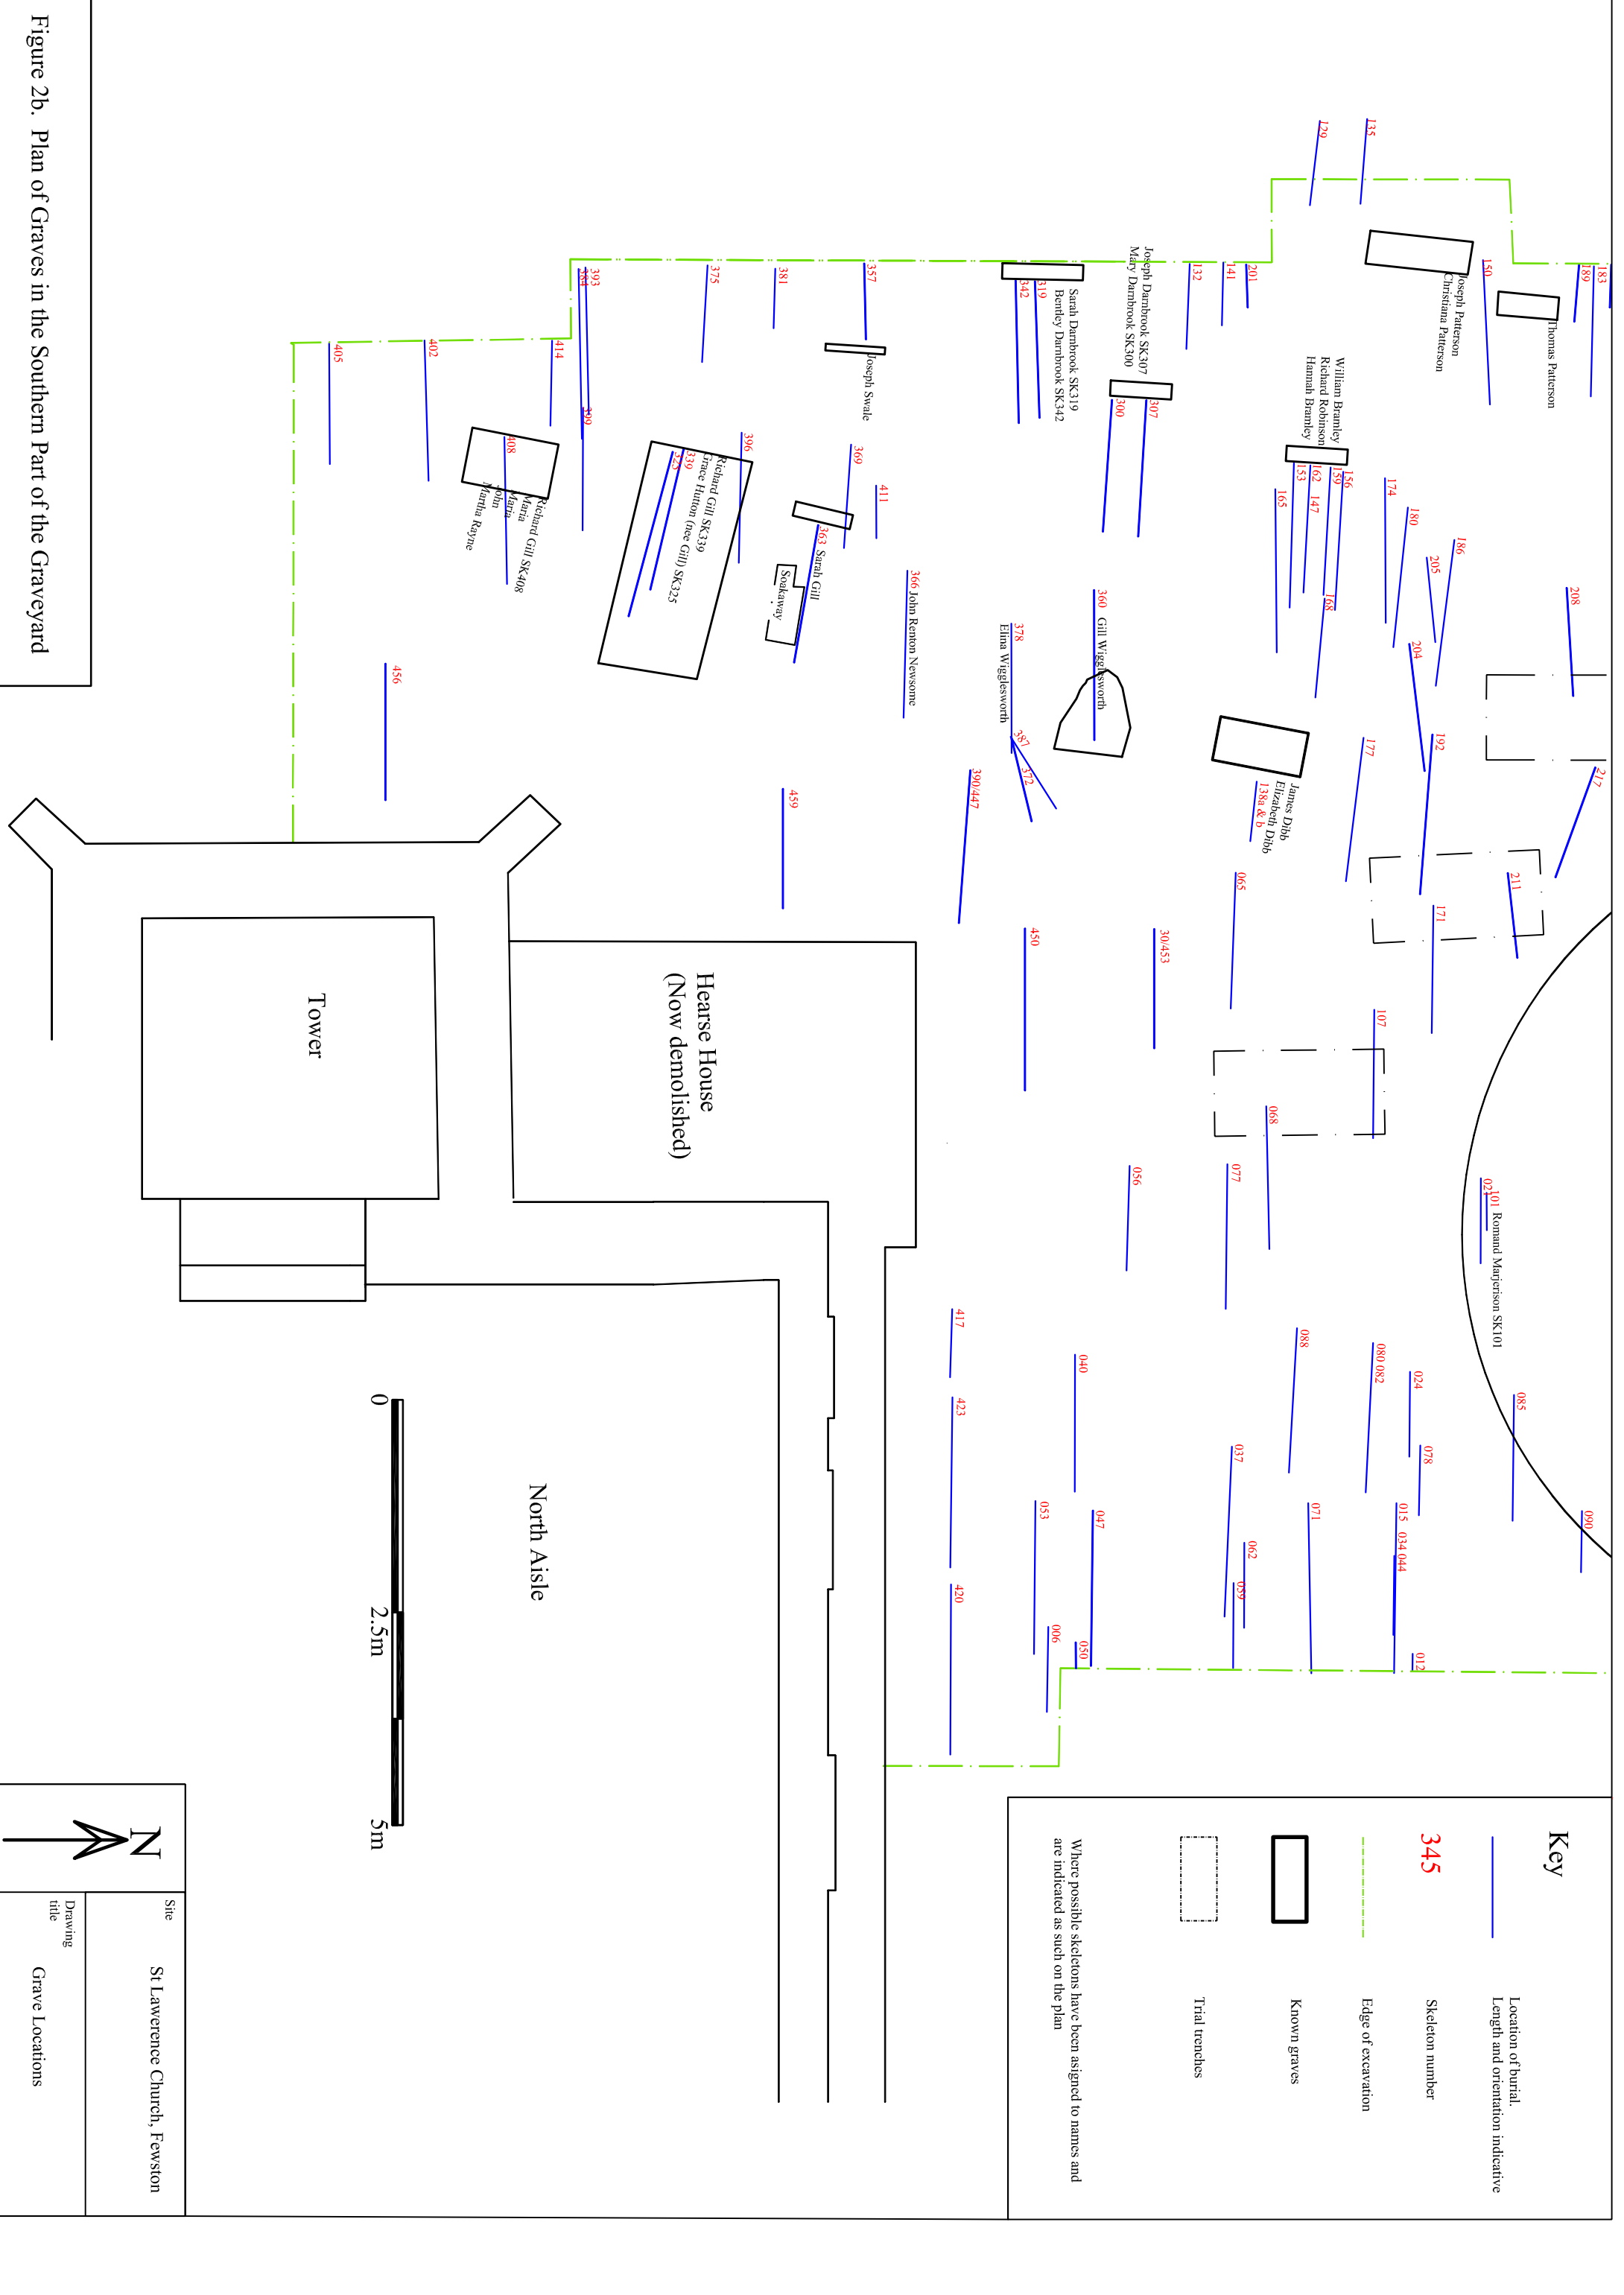 135
129
189
183
150
Joseph Patterson
Christiana Patterson
Thomas Patterson
201
141
132
Joseph Darnbrook SK307
Mary Darnbrook SK300
307
300
Sarah Darnbrook SK319
Bentley Darnbrook SK342
319
342
357
381
375
393
384
399
414
402
405
Joseph Swale
William Bramley
Richard Robinson
Hannah Bramley
156
159
162
147
153
165
168
174
180
186
205
204
208
192
217
177
211
171
369
411
396
363 Sarah Gill
Soakaway
Richard Gill SK339
Grace Hutton (nee Gill) SK325
339
325
408
Richard Gill SK408
Maria
Maria
John
Martha Rayne
366 John Renton Newsome
360 Gill Wigglesworth
378
Elina Wigglesworth
387
372
James Dibb
Elizabeth Dibb
138a & b
390/447
456
459
065
450
30/453
107
068
077
056
101 Romand Marjerison SK101
417
040
088
080 082
024
085
423
037
078
053
047
071
015
034 044
090
062
059
420
006
050
012
Hearse House
(Now demolished)
Tower
North Aisle
0
2.5m
5m
Key
Location of burial.
Length and orientation indicative
345
Skeleton number
Edge of excavation
Known graves
Trial trenches
Where possible skeletons have been asigned to names and
are indicated as such on the plan
N
Site
St Lawerence Church, Fewston
Drawing
title
Grave Locations
Figure 2b. Plan of Graves in the Southern Part of the Graveyard